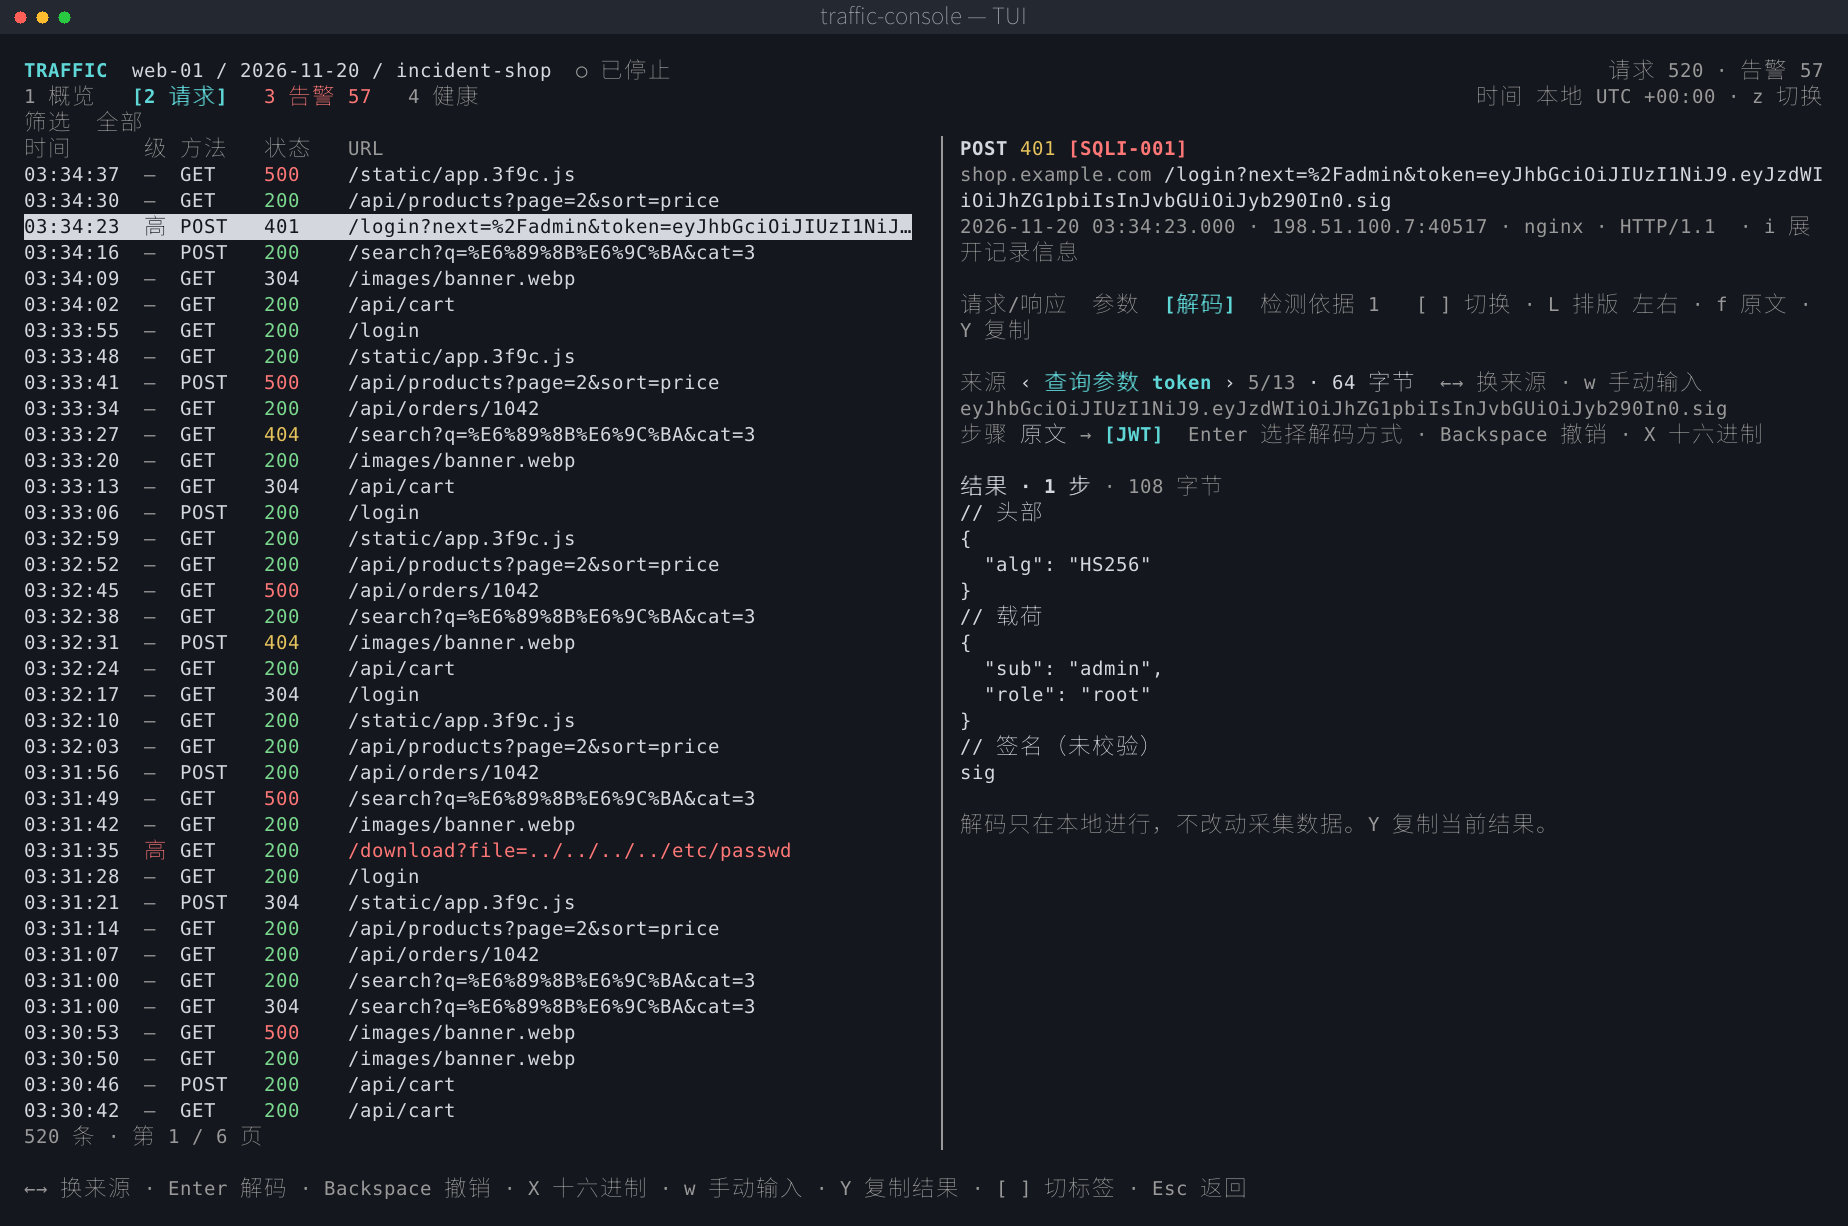 traffic-console — TUI
TRAFFIC web-01 / 2026-11-20 / incident-shop ○ 已停止 请求 520 · 告警 57
1 概览 [2 请求] 3 告警 57 4 健康 时间 本地 UTC +00:00 · z 切换
筛选 全部
时间 级 方法 状态 URL
03:34:37 — GET 500 /static/app.3f9c.js
03:34:30 — GET 200 /api/products?page=2&sort=price
03:34:23 高 POST 401 /login?next=%2Fadmin&token=eyJhbGciOiJIUzI1NiJ…
03:34:16 — POST 200 /search?q=%E6%89%8B%E6%9C%BA&cat=3
03:34:09 — GET 304 /images/banner.webp
03:34:02 — GET 200 /api/cart
03:33:55 — GET 200 /login
03:33:48 — GET 200 /static/app.3f9c.js
03:33:41 — POST 500 /api/products?page=2&sort=price
03:33:34 — GET 200 /api/orders/1042
03:33:27 — GET 404 /search?q=%E6%89%8B%E6%9C%BA&cat=3
03:33:20 — GET 200 /images/banner.webp
03:33:13 — GET 304 /api/cart
03:33:06 — POST 200 /login
03:32:59 — GET 200 /static/app.3f9c.js
03:32:52 — GET 200 /api/products?page=2&sort=price
03:32:45 — GET 500 /api/orders/1042
03:32:38 — GET 200 /search?q=%E6%89%8B%E6%9C%BA&cat=3
03:32:31 — POST 404 /images/banner.webp
03:32:24 — GET 200 /api/cart
03:32:17 — GET 304 /login
03:32:10 — GET 200 /static/app.3f9c.js
03:32:03 — GET 200 /api/products?page=2&sort=price
03:31:56 — POST 200 /api/orders/1042
03:31:49 — GET 500 /search?q=%E6%89%8B%E6%9C%BA&cat=3
03:31:42 — GET 200 /images/banner.webp
03:31:35 高 GET 200 /download?file=../../../../etc/passwd
03:31:28 — GET 200 /login
03:31:21 — POST 304 /static/app.3f9c.js
03:31:14 — GET 200 /api/products?page=2&sort=price
03:31:07 — GET 200 /api/orders/1042
03:31:00 — GET 200 /search?q=%E6%89%8B%E6%9C%BA&cat=3
03:31:00 — GET 304 /search?q=%E6%89%8B%E6%9C%BA&cat=3
03:30:53 — GET 500 /images/banner.webp
03:30:50 — GET 200 /images/banner.webp
03:30:46 — POST 200 /api/cart
03:30:42 — GET 200 /api/cart
520 条 · 第 1 / 6 页
POST 401 [SQLI-001]
shop.example.com /login?next=%2Fadmin&token=eyJhbGciOiJIUzI1NiJ9.eyJzdWI
iOiJhZG1pbiIsInJvbGUiOiJyb290In0.sig
2026-11-20 03:34:23.000 · 198.51.100.7:40517 · nginx · HTTP/1.1 · i 展
开记录信息
请求/响应 参数 [解码] 检测依据 1 [ ] 切换 · L 排版 左右 · f 原文 ·
Y 复制
来源 ‹ 查询参数 token › 5/13 · 64 字节 ←→ 换来源 · w 手动输入
eyJhbGciOiJIUzI1NiJ9.eyJzdWIiOiJhZG1pbiIsInJvbGUiOiJyb290In0.sig
步骤 原文 → [JWT] Enter 选择解码方式 · Backspace 撤销 · X 十六进制
结果 · 1 步 · 108 字节
// 头部
{
"alg": "HS256"
}
// 载荷
{
"sub": "admin",
"role": "root"
}
// 签名（未校验）
sig
解码只在本地进行，不改动采集数据。Y 复制当前结果。
←→ 换来源 · Enter 解码 · Backspace 撤销 · X 十六进制 · w 手动输入 · Y 复制结果 · [ ] 切标签 · Esc 返回